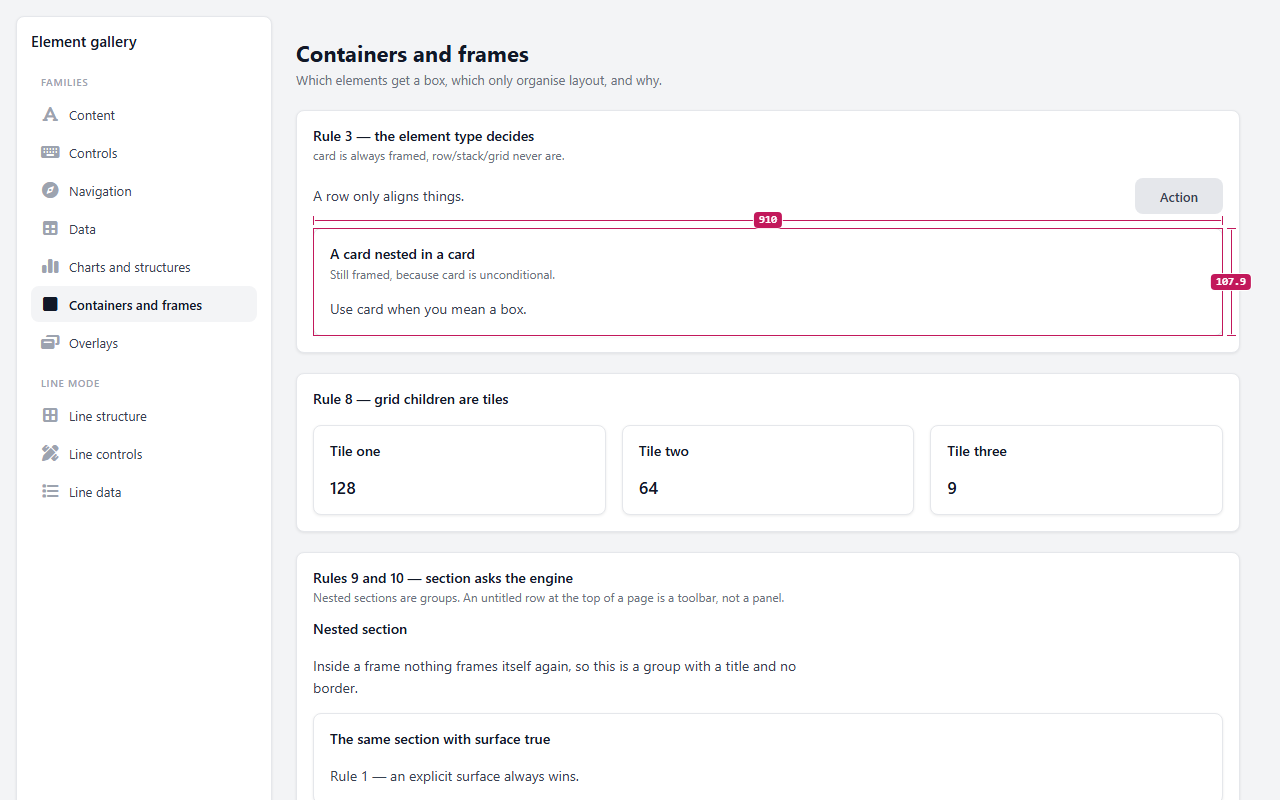 Element gallery
FAMILIES
Content
Controls
Navigation
Data
Charts and structures
Containers and frames
Overlays
LINE MODE
Line structure
Line controls
Line data
Containers and frames
Which elements get a box, which only organise layout, and why.
Rule 3 — the element type decides
card is always framed, row/stack/grid never are.
A row only aligns things.
Action
910
A card nested in a card
Still framed, because card is unconditional.
107.9
Use card when you mean a box.
Rule 8 — grid children are tiles
Tile one
128
Tile two
64
Tile three
9
Rules 9 and 10 — section asks the engine
Nested sections are groups. An untitled row at the top of a page is a toolbar, not a panel.
Nested section
Inside a frame nothing frames itself again, so this is a group with a title and no
border.
The same section with surface true
Rule 1 — an explicit surface always wins.